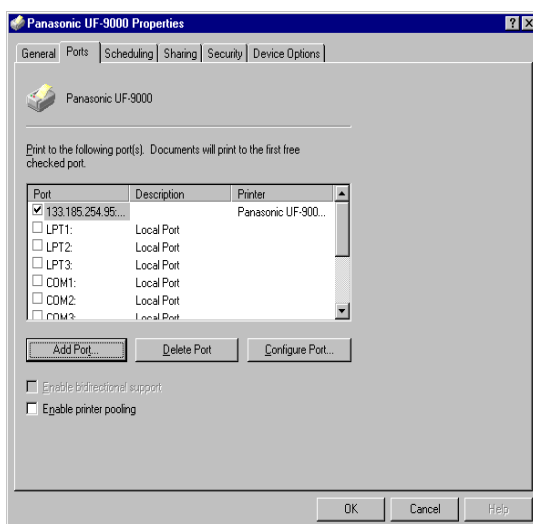 Panasonic UF-9000 Properties
General Ports Scheduling Sharing Security Device Options
Panasonic UF-9000
Print to the following port(s). Documents will print to the first free
checked port.
Port Description Printer
133.185.254.95:... Panasonic UF-900...
LPT1: Local Port
LPT2: Local Port
LPT3: Local Port
COM1: Local Port
COM2: Local Port
COM3: Local Port
Add Port... Delete Port Configure Port...
Enable bidirectional support
Enable printer pooling
OK Cancel Help